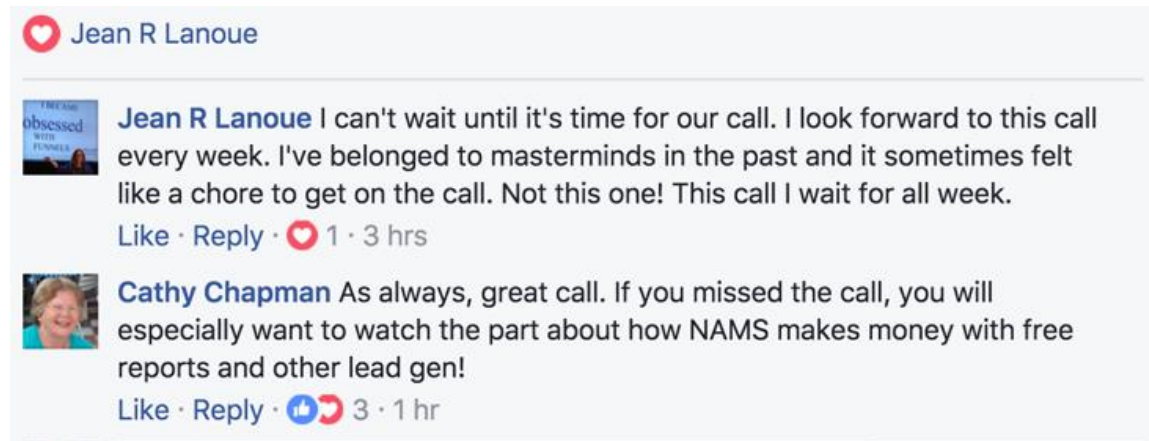 Jean R Lanoue
I BECAME
obsessed
WITH
FUNNELS
Jean R Lanoue I can't wait until it's time for our call. I look forward to this call
every week. I've belonged to masterminds in the past and it sometimes felt
like a chore to get on the call. Not this one! This call I wait for all week.
Like · Reply · 1 · 3 hrs
Cathy Chapman As always, great call. If you missed the call, you will
especially want to watch the part about how NAMS makes money with free
reports and other lead gen!
Like · Reply · 3 · 1 hr